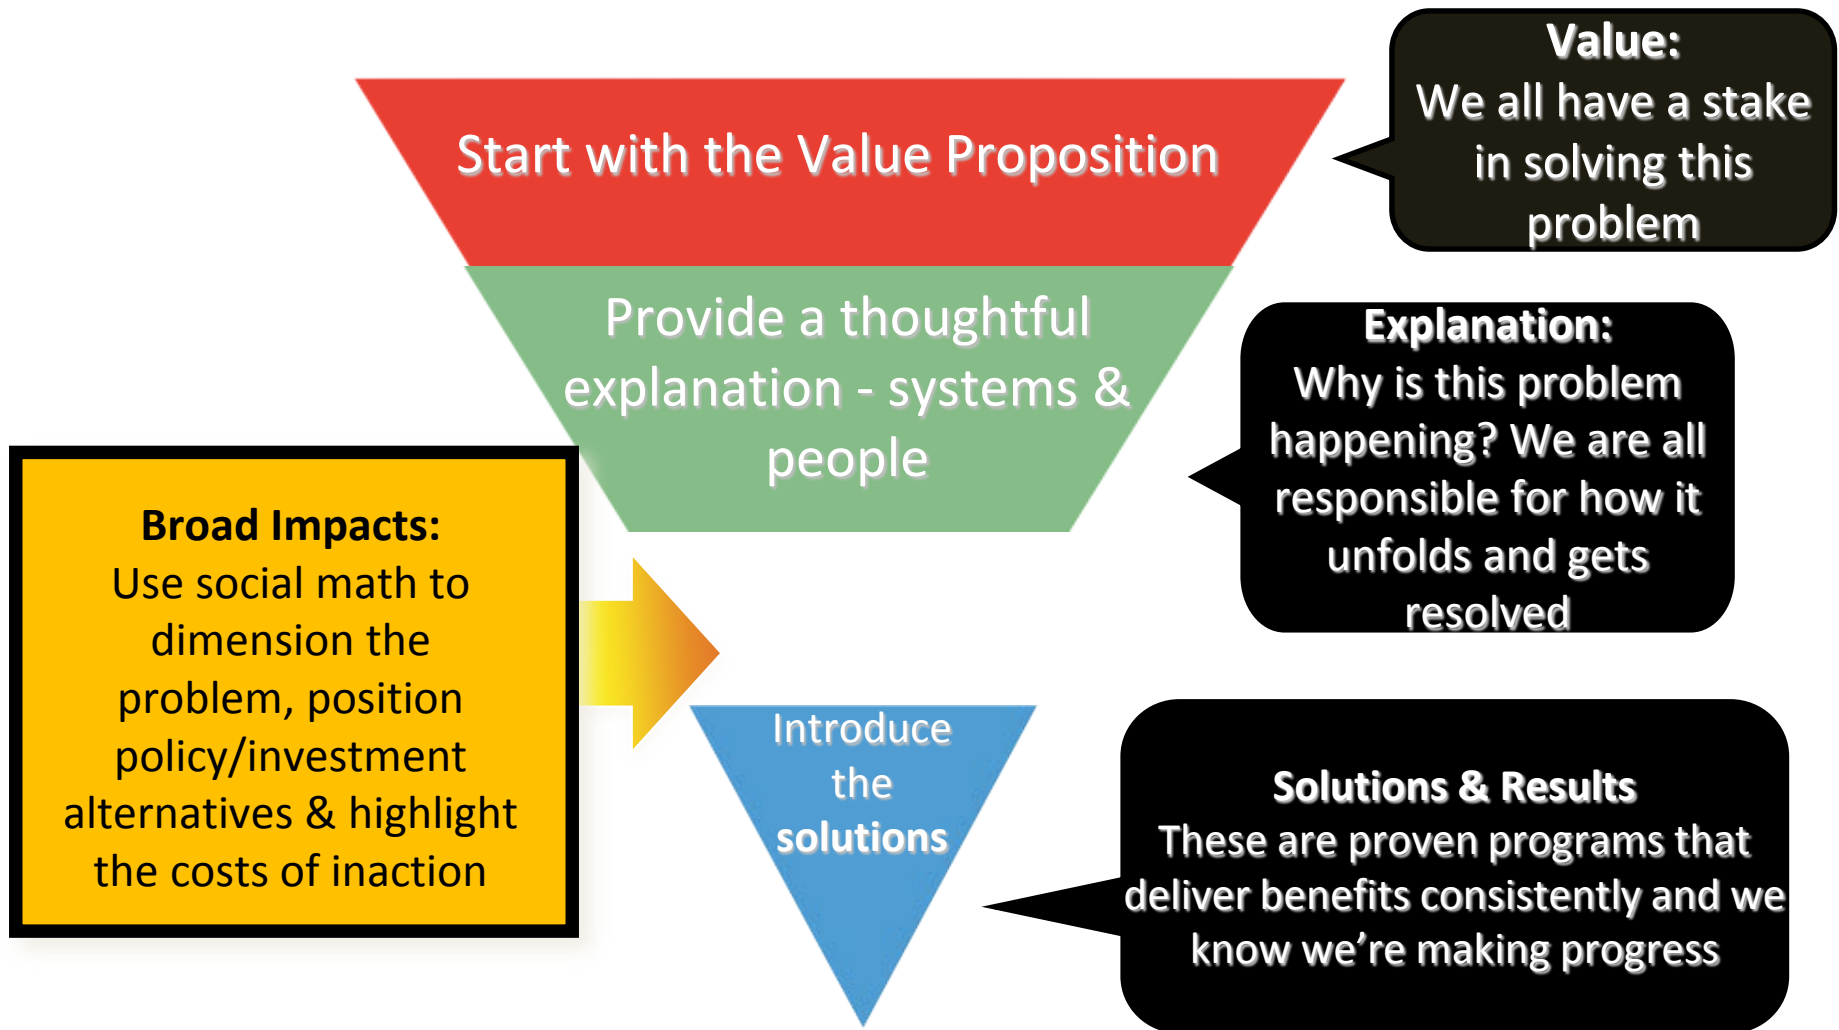 Start with the Value Proposition
Value:
We all have a stake
in solving this
problem
Provide a thoughtful
explanation - systems &
people
Explanation:
Why is this problem
happening? We are all
responsible for how it
unfolds and gets
resolved
Broad Impacts:
Use social math to
dimension the
problem, position
policy/investment
alternatives & highlight
the costs of inaction
Introduce
the
solutions
Solutions & Results
These are proven programs that
deliver benefits consistently and we
know we’re making progress